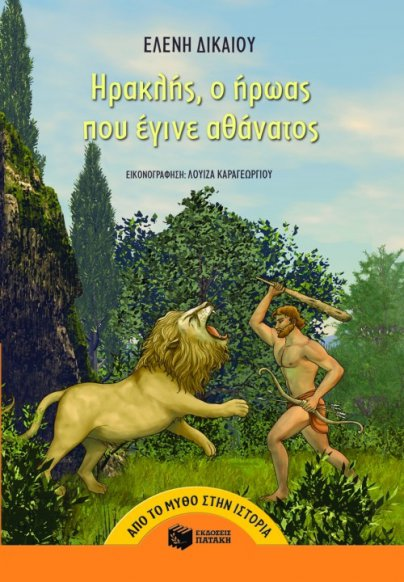 ΕΛΕΝΗ ΔΙΚΑΙΟΥ
Ηρακλής, ο ήρωας
που έγινε αθάνατος
ΕΙΚΟΝΟΓΡΑΦΗΣΗ: ΛΟΥΙΖΑ ΚΑΡΑΓΕΩΡΓΙΟΥ
ΑΠΟ ΤΟ ΜΥΘΟ ΣΤΗΝ ΙΣΤΟΡΙΑ
ΕΚΔΟΣΕΙΣ
ΠΑΤΑΚΗ